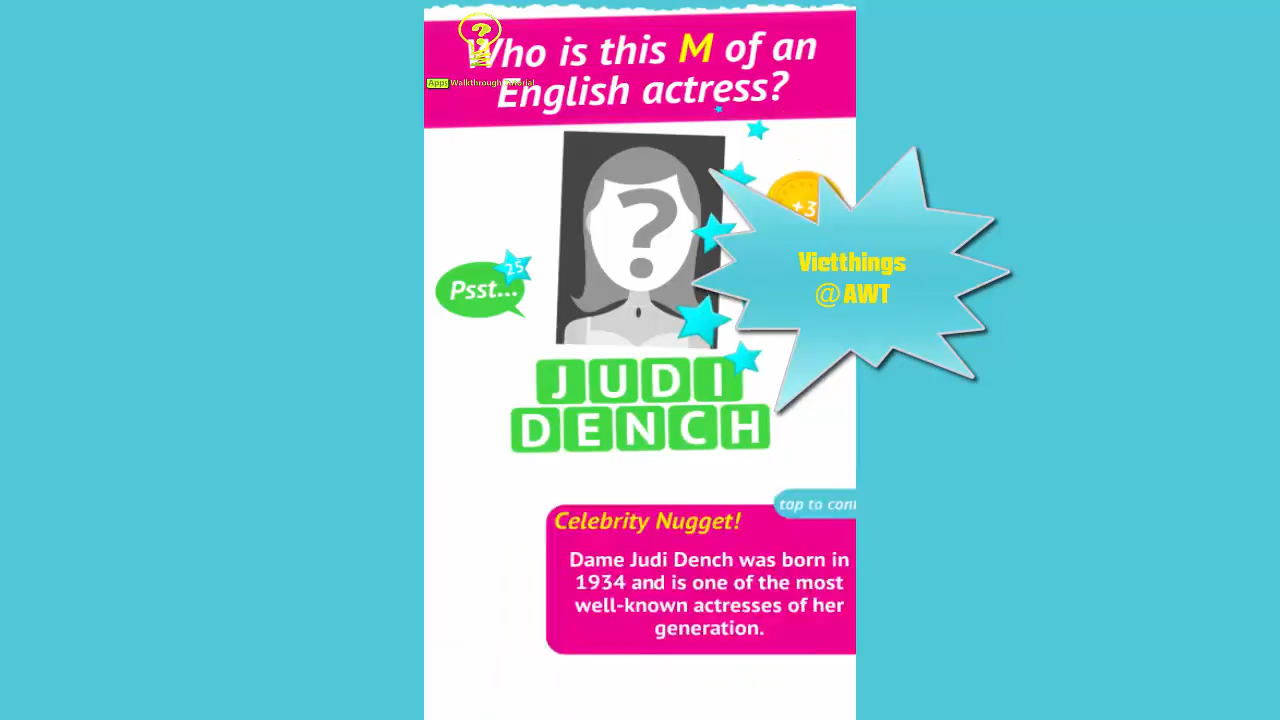 Who is this M of an
English actress?
Apps Walkthrough Tutorial
?
+3
Vietthings
@AWT
25
Psst...
?
JUDI
DENCH
tap to cont
Celebrity Nugget!
Dame Judi Dench was born in
1934 and is one of the most
well-known actresses of her
generation.